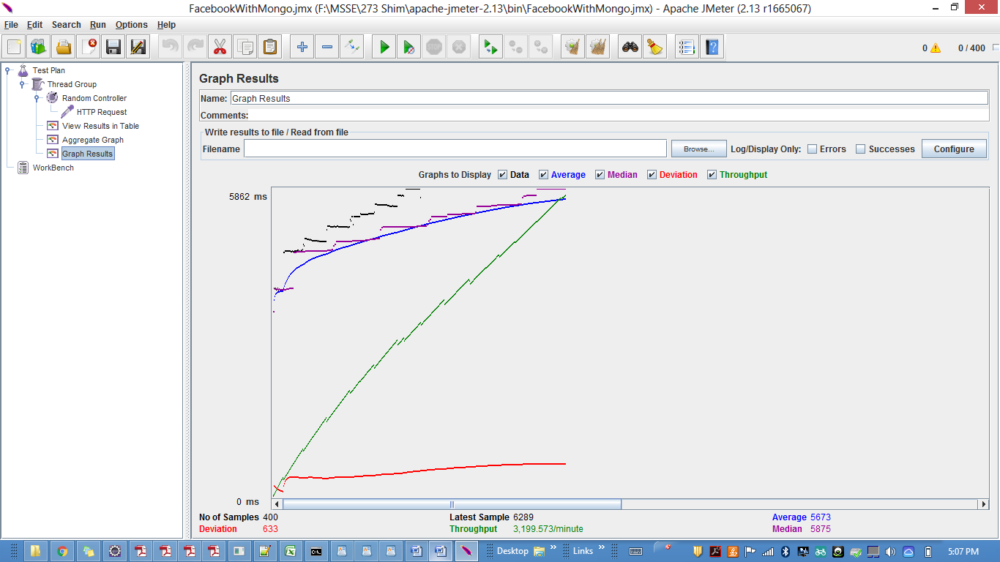 FacebookWithMongo.jmx (F:\MSSE\273 Shim\apache-jmeter-2.13\bin\FacebookWithMongo.jmx) - Apache JMeter (2.13 r1665067)
File Edit Search Run Options Help
STOP
0 0 / 400
Test Plan
Thread Group
Random Controller
HTTP Request
View Results in Table
Aggregate Graph
Graph Results
WorkBench
Graph Results
Name: Graph Results
Comments:
Write results to file / Read from file
Filename Browse... Log/Display Only: Errors Successes Configure
Graphs to Display Data Average Median Deviation Throughput
5862 ms
0 ms
No of Samples 400 Latest Sample 6289 Average 5673
Deviation 633 Throughput 3,199.573/minute Median 5875
Desktop » Links » 5:07 PM